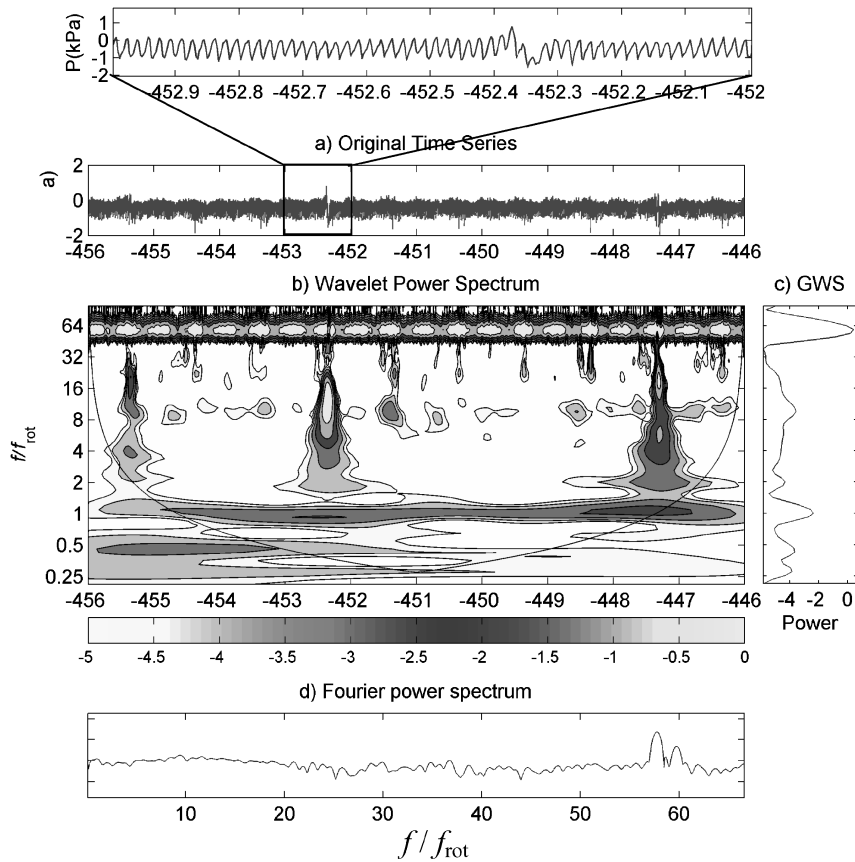 P(kPa)
1
0
-1
-2
-452.9 -452.8 -452.7 -452.6 -452.5 -452.4 -452.3 -452.2 -452.1 -452
a) Original Time Series
a)
2
0
-2
-456 -455 -454 -453 -452 -451 -450 -449 -448 -447 -446
b) Wavelet Power Spectrum
c) GWS
f/f_rot
64
32
16
8
4
2
1
0.5
0.25
-456 -455 -454 -453 -452 -451 -450 -449 -448 -447 -446
-4 -2 0
Power
-5 -4.5 -4 -3.5 -3 -2.5 -2 -1.5 -1 -0.5 0
d) Fourier power spectrum
10 20 30 40 50 60
f / f_rot